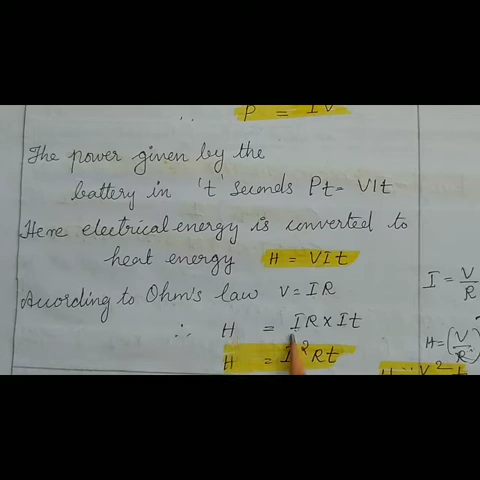 ∴ P = IV
The power given by the
battery in 't' seconds Pt = VIt
Here electrical energy is converted to
heat energy H = VIt
According to Ohm's law V = IR
∴ H = IR × It
H = I²Rt
I = V/R
H = (V/R)